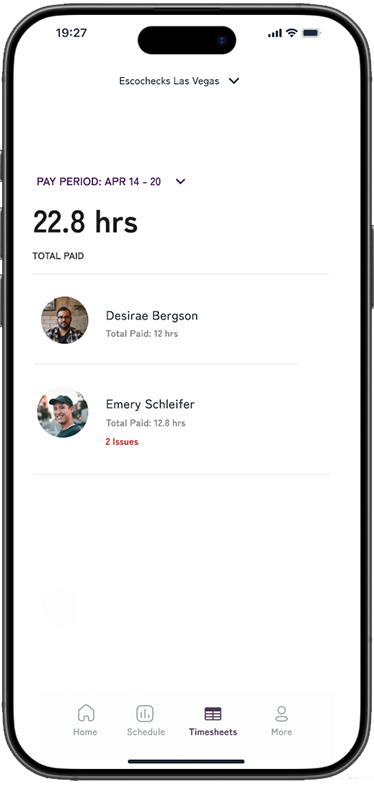 19:27
Escochecks Las Vegas
PAY PERIOD: APR 14 - 20
22.8 hrs
TOTAL PAID
Desirae Bergson
Total Paid: 12 hrs
Emery Schleifer
Total Paid: 12.8 hrs
2 Issues
Home Schedule Timesheets More